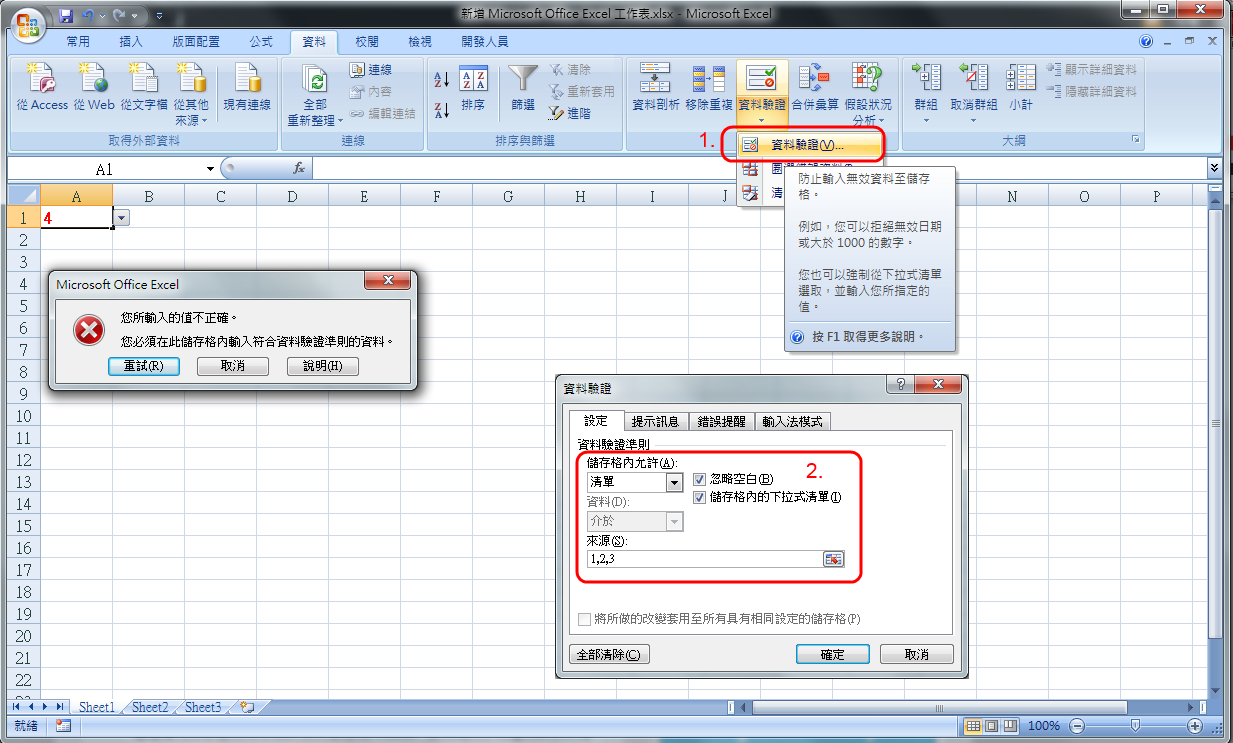 新增 Microsoft Office Excel 工作表.xlsx - Microsoft Excel
常用 插入 版面配置 公式 資料 校閱 檢視 開發人員
從 Access 從 Web 從文字檔 從其他來源 現有連線
取得外部資料
全部重新整理 連線 內容 編輯連結
連線
排序 篩選 清除 重新套用 進階
排序與篩選
資料剖析 移除重複 資料驗證 合併彙算 假設狀況分析
群組 取消群組 小計 顯示詳細資料 隱藏詳細資料
大綱
1.
資料驗證(V)...
清
防止輸入無效資料至儲存
格。
例如，您可以拒絕無效日期
或大於 1000 的數字。
您也可以強制從下拉式清單
選取，並輸入您所指定的
值。
按 F1 取得更多說明。
A1
fx
A B C D E F G H I J N O P
1 4
2
3
4
5
6
7
8
9
10
11
12
13
14
15
16
17
18
19
20
21
22
Microsoft Office Excel
您所輸入的值不正確。
您必須在此儲存格內輸入符合資料驗證準則的資料。
重試(R) 取消 說明(H)
資料驗證
設定 提示訊息 錯誤提醒 輸入法模式
資料驗證準則
儲存格內允許(A):
2.
清單
忽略空白(B)
儲存格內的下拉式清單(I)
資料(D):
介於
來源(S):
1,2,3
將所做的改變套用至所有具有相同設定的儲存格(P)
全部清除(C) 確定 取消
Sheet1 Sheet2 Sheet3
就緒
100%